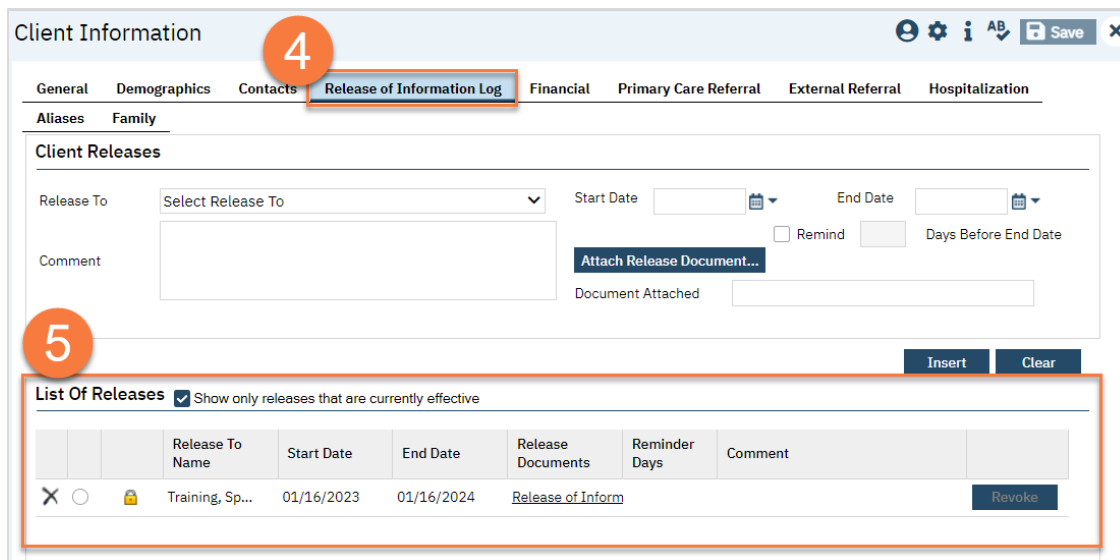 Client Information
AB
Save
4
General Demographics Contacts Release of Information Log Financial Primary Care Referral External Referral Hospitalization
Aliases Family
Client Releases
Release To Select Release To Start Date End Date
Remind Days Before End Date
Comment Attach Release Document...
Document Attached
5
Insert Clear
List Of Releases Show only releases that are currently effective
Release To Name Start Date End Date Release Documents Reminder Days Comment
Training, Sp... 01/16/2023 01/16/2024 Release of Inform Revoke